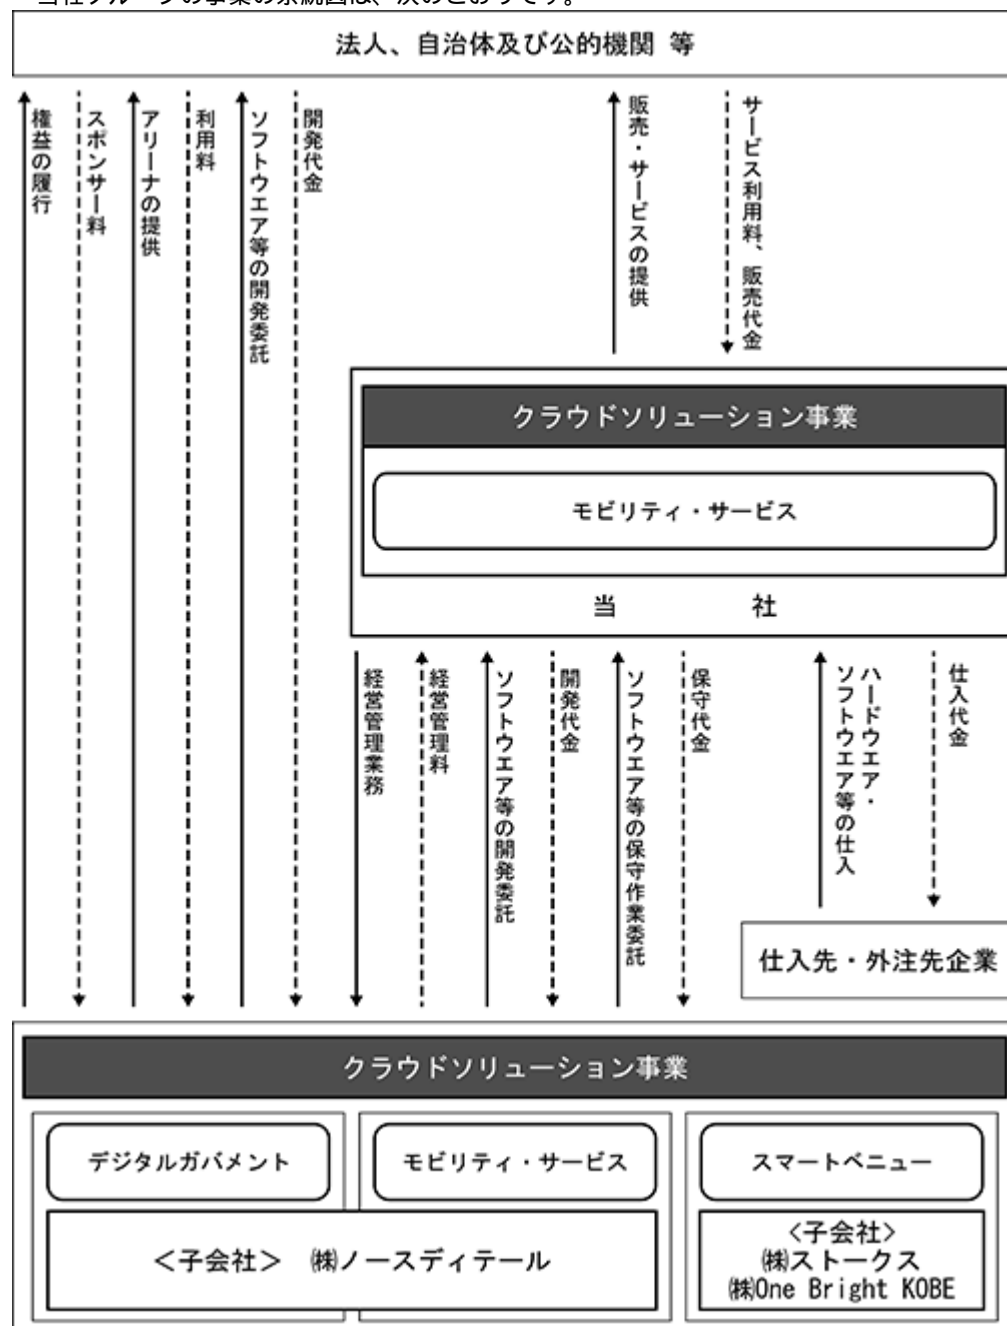 当社グループの事業の系統図は、次のとおりです。
法人、自治体及び公的機関 等
権益の履行
スポンサー料
アリーナの提供
利用料
ソフトウエア等の開発委託
開発代金
販売・サービスの提供
サービス利用料、販売代金
クラウドソリューション事業
モビリティ・サービス
当 社
経営管理業務
経営管理料
ソフトウエア等の開発委託
開発代金
ソフトウエア等の保守作業委託
保守代金
ハードウエア・
ソフトウエア等の仕入
仕入代金
仕入先・外注先企業
クラウドソリューション事業
デジタルガバメント
モビリティ・サービス
スマートベニュー
<子会社> ㈱ノースディテール
<子会社>
㈱ストークス
㈱One Bright KOBE